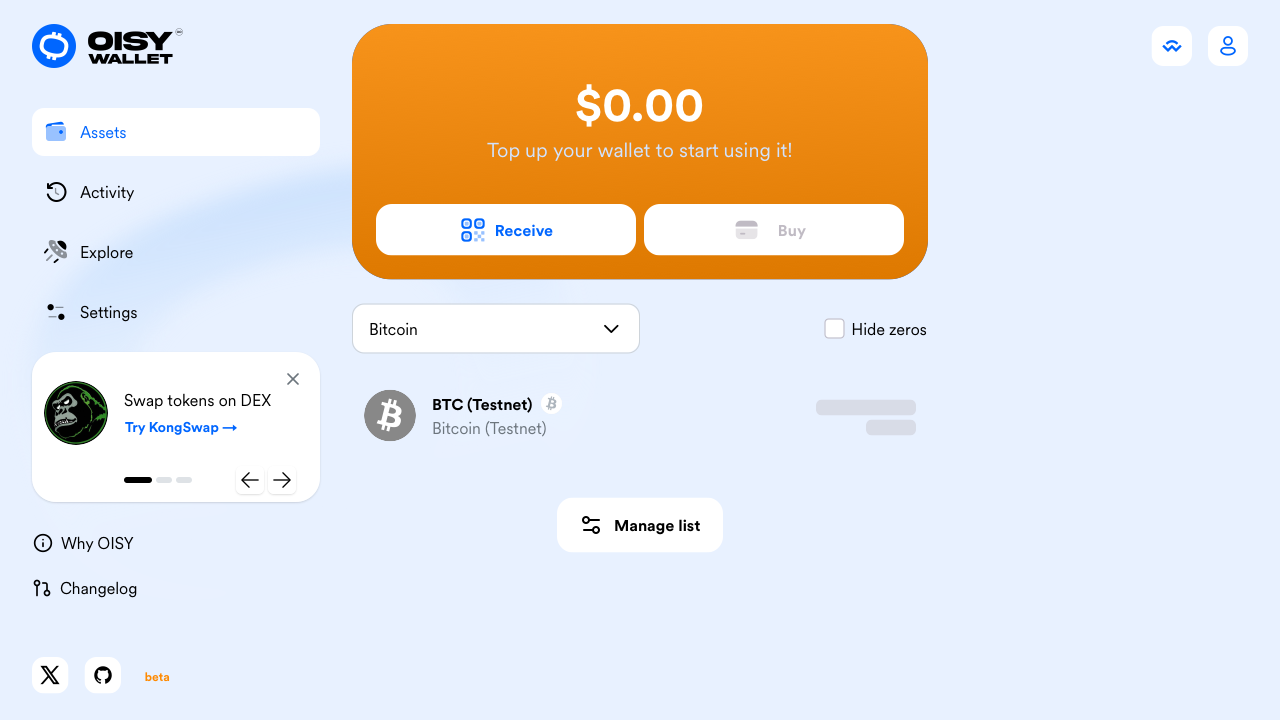 OISY
WALLET
Assets
Activity
Explore
Settings
Swap tokens on DEX
Try KongSwap →
Why OISY
Changelog
beta
$0.00
Top up your wallet to start using it!
Receive
Buy
Bitcoin
Hide zeros
BTC (Testnet)
Bitcoin (Testnet)
Manage list